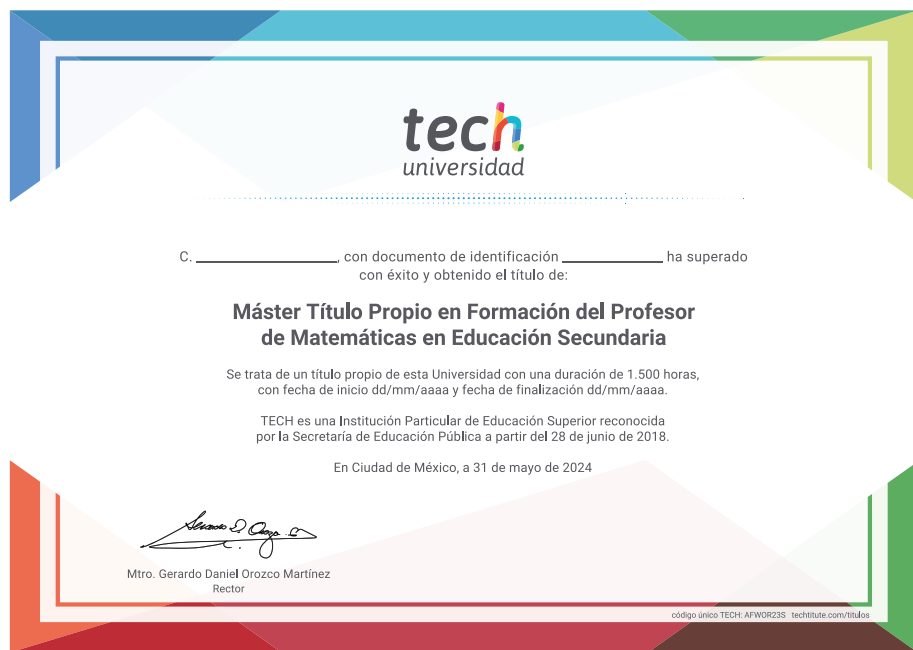 tech
universidad
C. ____________________, con documento de identificación ______________ ha superado
con éxito y obtenido el título de:
Máster Título Propio en Formación del Profesor
de Matemáticas en Educación Secundaria
Se trata de un título propio de esta Universidad con una duración de 1.500 horas,
con fecha de inicio dd/mm/aaaa y fecha de finalización dd/mm/aaaa.
TECH es una Institución Particular de Educación Superior reconocida
por la Secretaría de Educación Pública a partir del 28 de junio de 2018.
En Ciudad de México, a 31 de mayo de 2024
Mtro. Gerardo Daniel Orozco Martínez
Rector
código único TECH: AFWOR23S techtitute.com/titulos